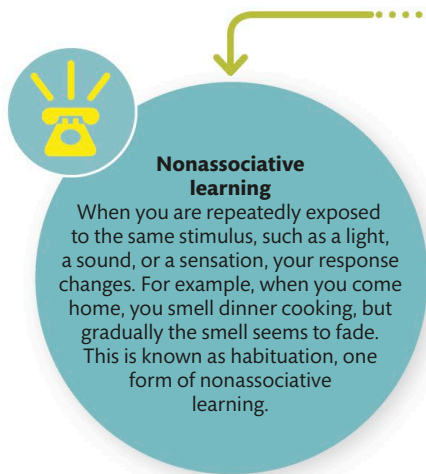 Nonassociative
learning
When you are repeatedly exposed
to the same stimulus, such as a light,
a sound, or a sensation, your response
changes. For example, when you come
home, you smell dinner cooking, but
gradually the smell seems to fade.
This is known as habituation, one
form of nonassociative
learning.